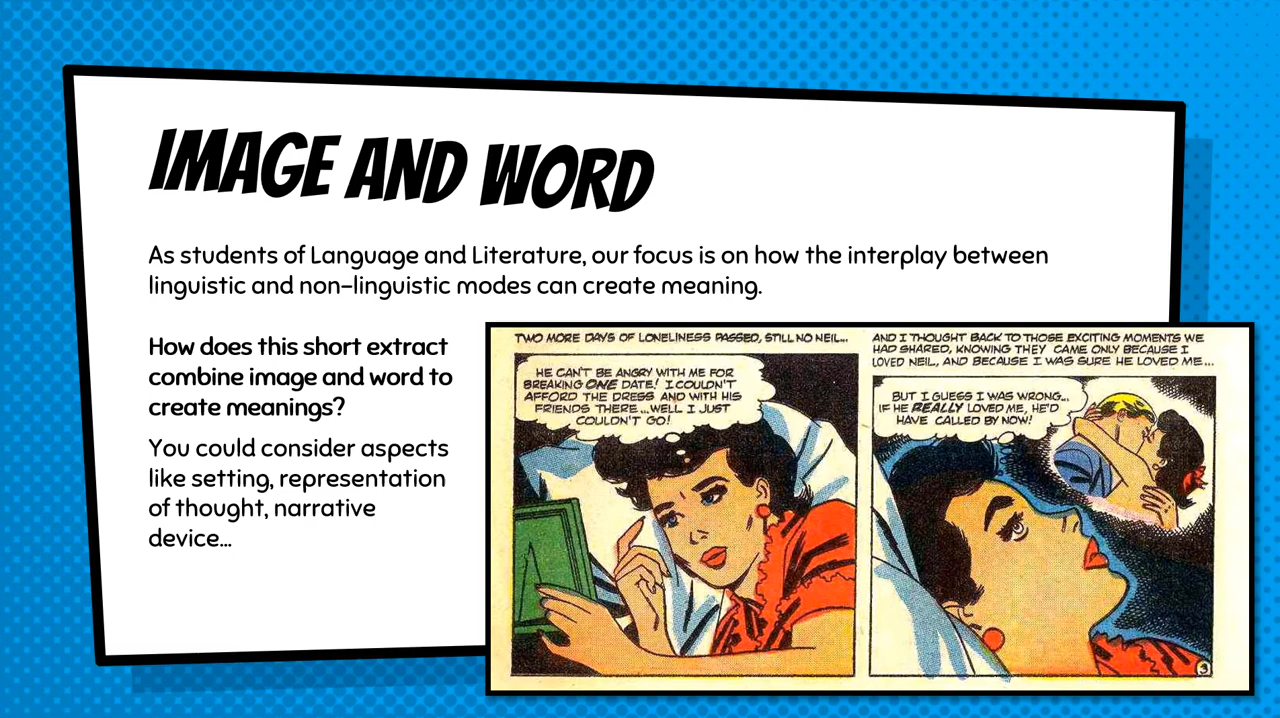 IMAGE AND WORD
As students of Language and Literature, our focus is on how the interplay between
linguistic and non-linguistic modes can create meaning.
How does this short extract
combine image and word to
create meanings?
You could consider aspects
like setting, representation
of thought, narrative
device...
TWO MORE DAYS OF LONELINESS PASSED, STILL NO NEIL...
HE CAN'T BE ANGRY WITH ME FOR
BREAKING ONE DATE! I COULDN'T
AFFORD THE DRESS AND WITH HIS
FRIENDS THERE...WELL I JUST
COULDN'T GO!
AND I THOUGHT BACK TO THOSE EXCITING MOMENTS WE
HAD SHARED, KNOWING THEY CAME ONLY BECAUSE I
LOVED NEIL, AND BECAUSE I WAS SURE HE LOVED ME...
BUT I GUESS I WAS WRONG...
IF HE REALLY LOVED ME, HE'D
HAVE CALLED BY NOW!
3